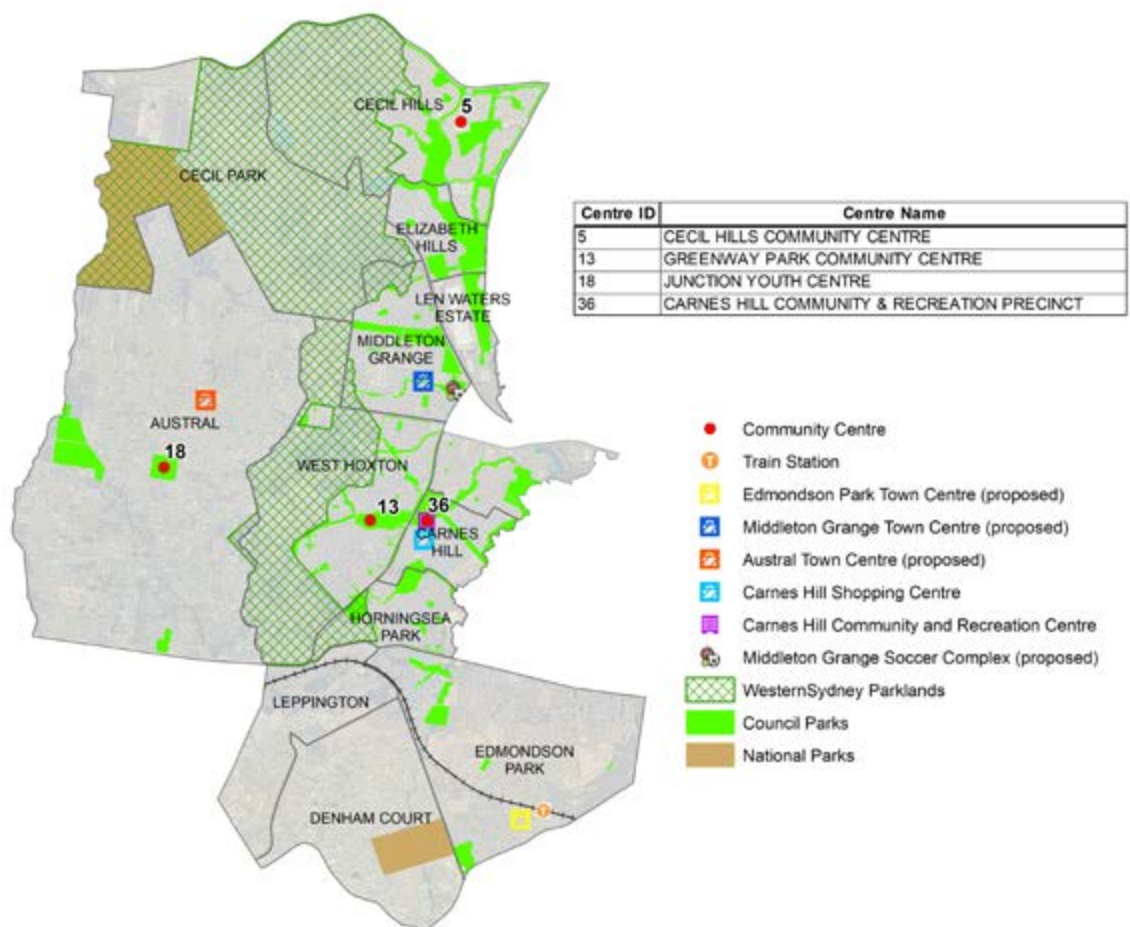 CECIL HILLS
5
CECIL PARK
ELIZABETH
HILLS
LEN WATERS
ESTATE
MIDDLETON
GRANGE
AUSTRAL
18
WEST HOXTON
13
36
CARNES
HILL
HORNINGSEA
PARK
LEPPINGTON
EDMONDSON
PARK
DENHAM COURT
T
Centre ID Centre Name
5 CECIL HILLS COMMUNITY CENTRE
13 GREENWAY PARK COMMUNITY CENTRE
18 JUNCTION YOUTH CENTRE
36 CARNES HILL COMMUNITY & RECREATION PRECINCT
Community Centre
T Train Station
Edmondson Park Town Centre (proposed)
Middleton Grange Town Centre (proposed)
Austral Town Centre (proposed)
Carnes Hill Shopping Centre
Carnes Hill Community and Recreation Centre
Middleton Grange Soccer Complex (proposed)
WesternSydney Parklands
Council Parks
National Parks